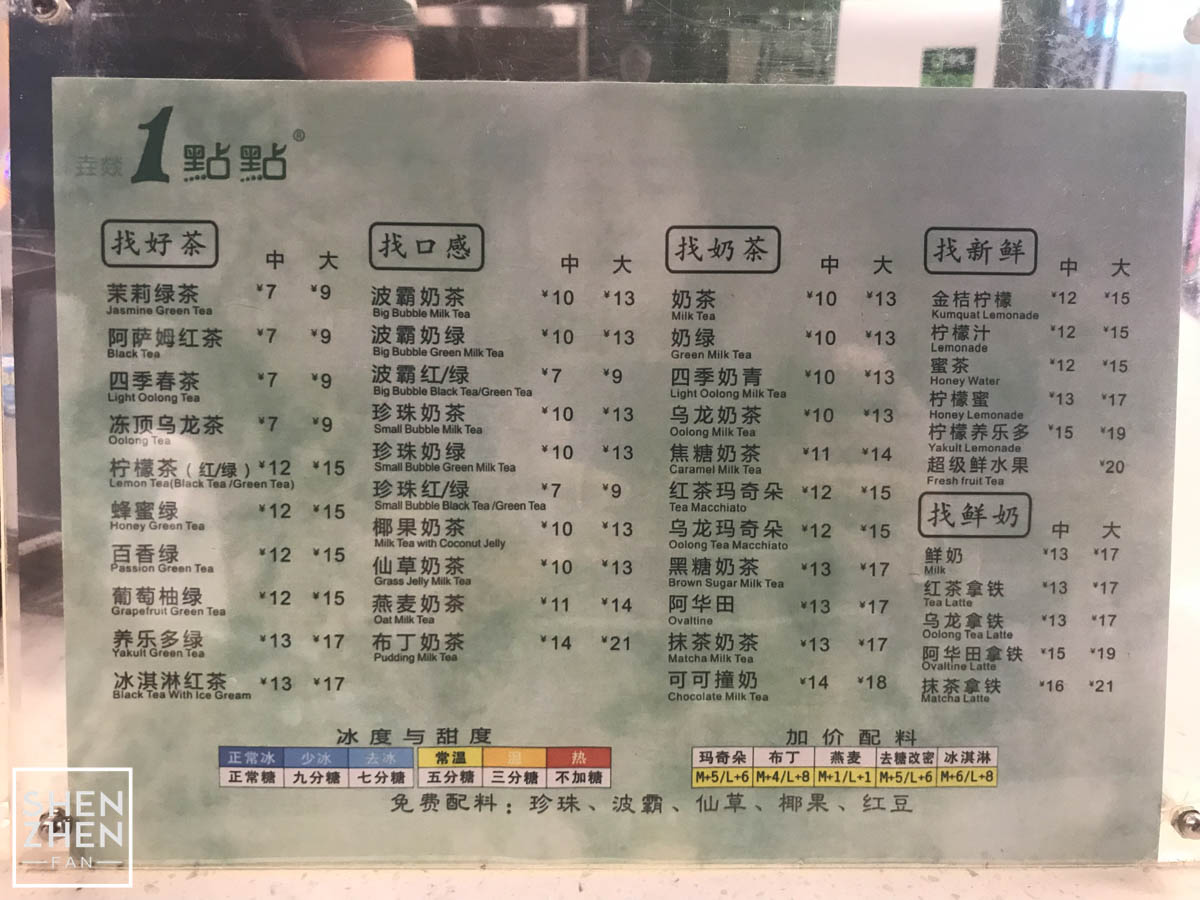 垚燚 1點點®
找好茶
中 大
茉莉绿茶 ¥7 ¥9
Jasmine Green Tea
阿萨姆红茶 ¥7 ¥9
Black Tea
四季春茶 ¥7 ¥9
Light Oolong Tea
冻顶乌龙茶 ¥7 ¥9
Oolong Tea
柠檬茶（红/绿） ¥12 ¥15
Lemon Tea(Black Tea /Green Tea)
蜂蜜绿 ¥12 ¥15
Honey Green Tea
百香绿 ¥12 ¥15
Passion Green Tea
葡萄柚绿 ¥12 ¥15
Grapefruit Green Tea
养乐多绿 ¥13 ¥17
Yakult Green Tea
冰淇淋红茶 ¥13 ¥17
Black Tea With Ice Gream
找口感
中 大
波霸奶茶 ¥10 ¥13
Big Bubble Milk Tea
波霸奶绿 ¥10 ¥13
Big Bubble Green Milk Tea
波霸红/绿 ¥7 ¥9
Big Bubble Black Tea/Green Tea
珍珠奶茶 ¥10 ¥13
Small Bubble Milk Tea
珍珠奶绿 ¥10 ¥13
Small Bubble Green Milk Tea
珍珠红/绿 ¥7 ¥9
Small Bubble Black Tea /Green Tea
椰果奶茶 ¥10 ¥13
Milk Tea with Coconut Jelly
仙草奶茶 ¥10 ¥13
Grass Jelly Milk Tea
燕麦奶茶 ¥11 ¥14
Oat Milk Tea
布丁奶茶 ¥14 ¥21
Pudding Milk Tea
找奶茶
中 大
奶茶 ¥10 ¥13
Milk Tea
奶绿 ¥10 ¥13
Green Milk Tea
四季奶青 ¥10 ¥13
Light Oolong Milk Tea
乌龙奶茶 ¥10 ¥13
Oolong Milk Tea
焦糖奶茶 ¥11 ¥14
Caramel Milk Tea
红茶玛奇朵 ¥12 ¥15
Tea Macchiato
乌龙玛奇朵 ¥12 ¥15
Oolong Tea Macchiato
黑糖奶茶 ¥13 ¥17
Brown Sugar Milk Tea
阿华田 ¥13 ¥17
Ovaltine
抹茶奶茶 ¥13 ¥17
Matcha Milk Tea
可可撞奶 ¥14 ¥18
Chocolate Milk Tea
找新鲜
中 大
金桔柠檬 ¥12 ¥15
Kumquat Lemonade
柠檬汁 ¥12 ¥15
Lemonade
蜜茶 ¥12 ¥15
Honey Water
柠檬蜜 ¥13 ¥17
Honey Lemonade
柠檬养乐多 ¥15 ¥19
Yakult Lemonade
超级鲜水果 ¥20
Fresh fruit Tea
找鲜奶
中 大
鲜奶 ¥13 ¥17
Milk
红茶拿铁 ¥13 ¥17
Tea Latte
乌龙拿铁 ¥13 ¥17
Oolong Tea Latte
阿华田拿铁 ¥15 ¥19
Ovaltine Latte
抹茶拿铁 ¥16 ¥21
Matcha Latte
冰度与甜度
正常冰 少冰 去冰 常温 温 热
正常糖 九分糖 七分糖 五分糖 三分糖 不加糖
加价配料
玛奇朵 布丁 燕麦 去糖改密 冰淇淋
M+5/L+6 M+4/L+8 M+1/L+1 M+5/L+6 M+6/L+8
免费配料：珍珠、波霸、仙草、椰果、红豆
SHEN
ZHEN
FAN